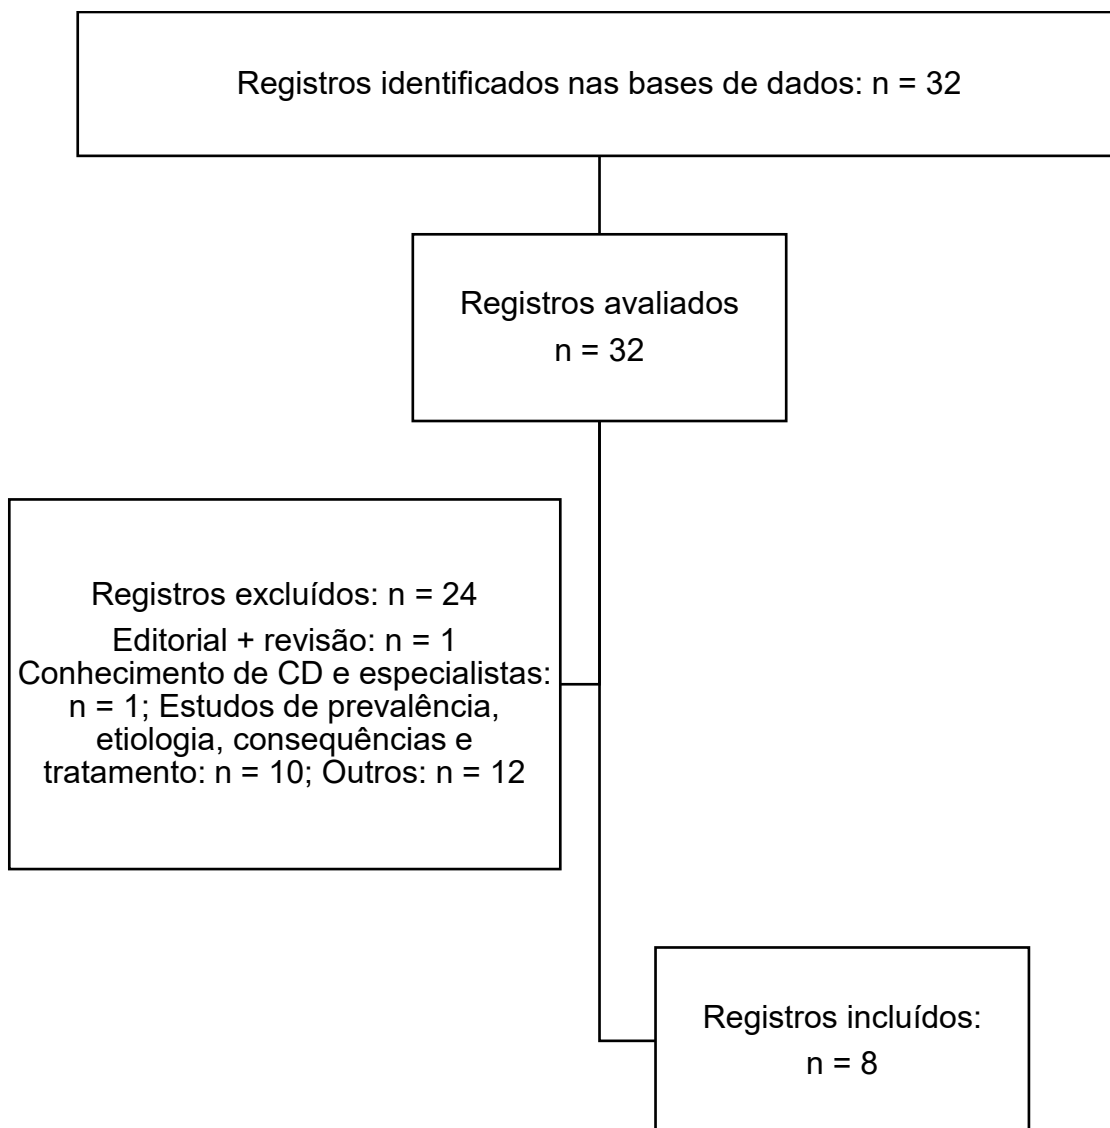 Registros identificados nas bases de dados: n = 32
Registros avaliados
n = 32
Registros excluídos: n = 24
Editorial + revisão: n = 1
Conhecimento de CD e especialistas:
n = 1; Estudos de prevalência,
etiologia, consequências e
tratamento: n = 10; Outros: n = 12
Registros incluídos:
n = 8